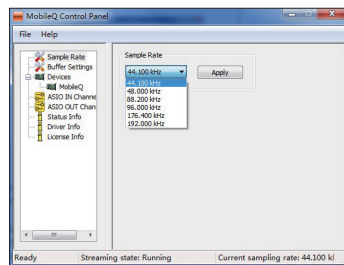 MobileQ Control Panel
File Help
Sample Rate
Buffer Settings
Devices
MobileQ
ASIO IN Channe
ASIO OUT Chan
Status Info
Driver Info
License Info
Sample Rate
44.100 kHz
Apply
44.100 kHz
48.000 kHz
88.200 kHz
96.000 kHz
176.400 kHz
192.000 kHz
Ready Streaming state: Running Current sampling rate: 44.100 kl